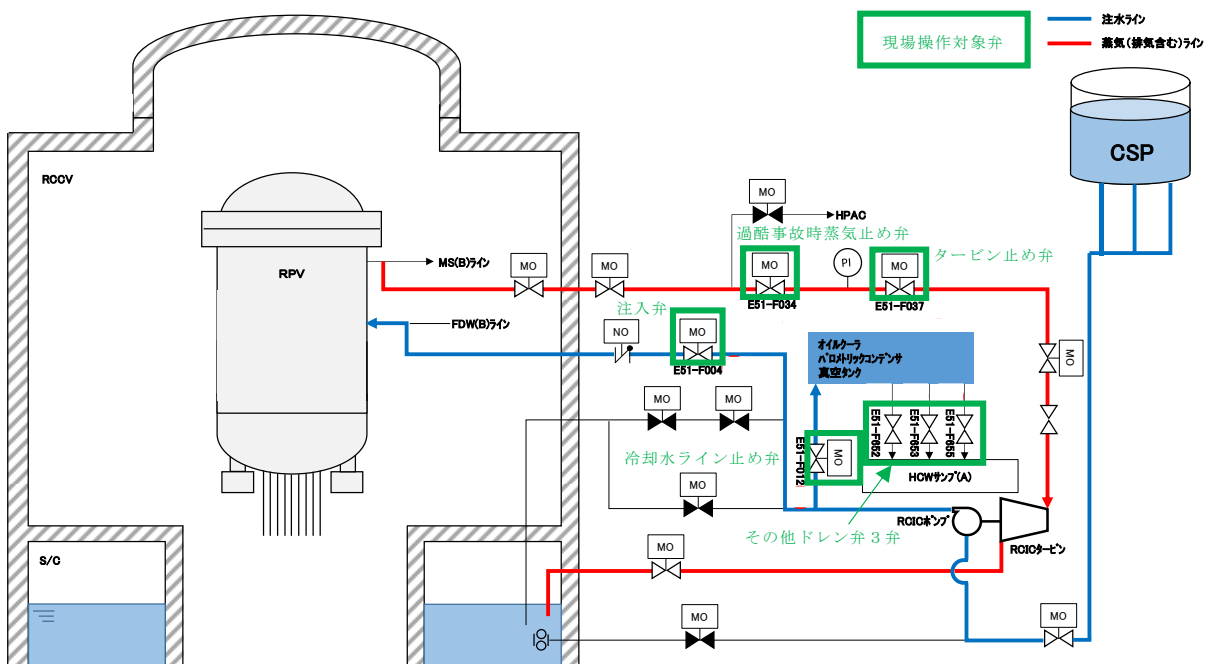 現場操作対象弁
注水ライン
蒸気(排気含む)ライン
CSP
RCCV
MO
HPAC
過酷事故時蒸気止め弁
タービン止め弁
RPV
MS(B)ライン
MO
MO
MO
PI
MO
E51-F034
E51-F037
注入弁
FDW(B)ライン
NO
MO
E51-F004
オイルクーラ
バロメトリックコンデンサ
真空タンク
MO
MO
MO
E51-F012
MO
E51-F652
E51-F653
E51-F655
冷却水ライン止め弁
HCWサンプ(A)
MO
RCICポンプ
その他ドレン弁３弁
RCICタービン
S/C
MO
MO
MO